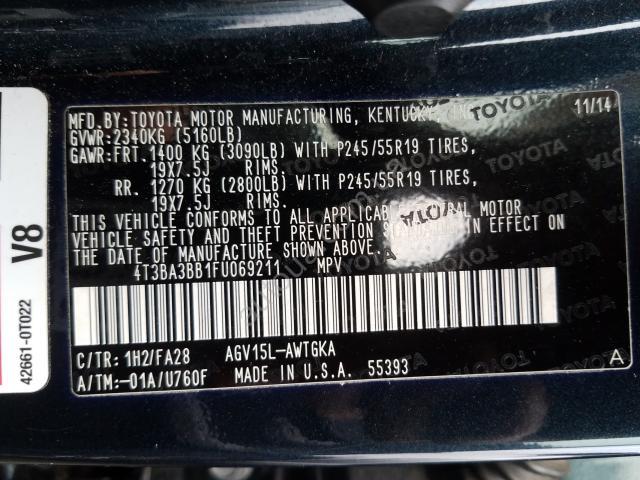 MFD.BY:TOYOTA MOTOR MANUFACTURING, KENTUCKY, INC. 11/14
GVWR:2340KG (5160LB)
GAWR:FRT. 1400 KG (3090LB) WITH P245/55R19 TIRES,
19X7.5J RIMS.
RR. 1270 KG (2800LB) WITH P245/55R19 TIRES,
19X7.5J RIMS.
THIS VEHICLE CONFORMS TO ALL APPLICABLE FEDERAL MOTOR
VEHICLE SAFETY AND THEFT PREVENTION STANDARDS IN EFFECT ON
THE DATE OF MANUFACTURE SHOWN ABOVE.
4T3BA3BB1FU069211 MPV
C/TR: 1H2/FA28 AGV15L-AWTGKA
A/TM:-01A/U760F MADE IN U.S.A. 55393
A
42661-0T022 V8
TOYOTA